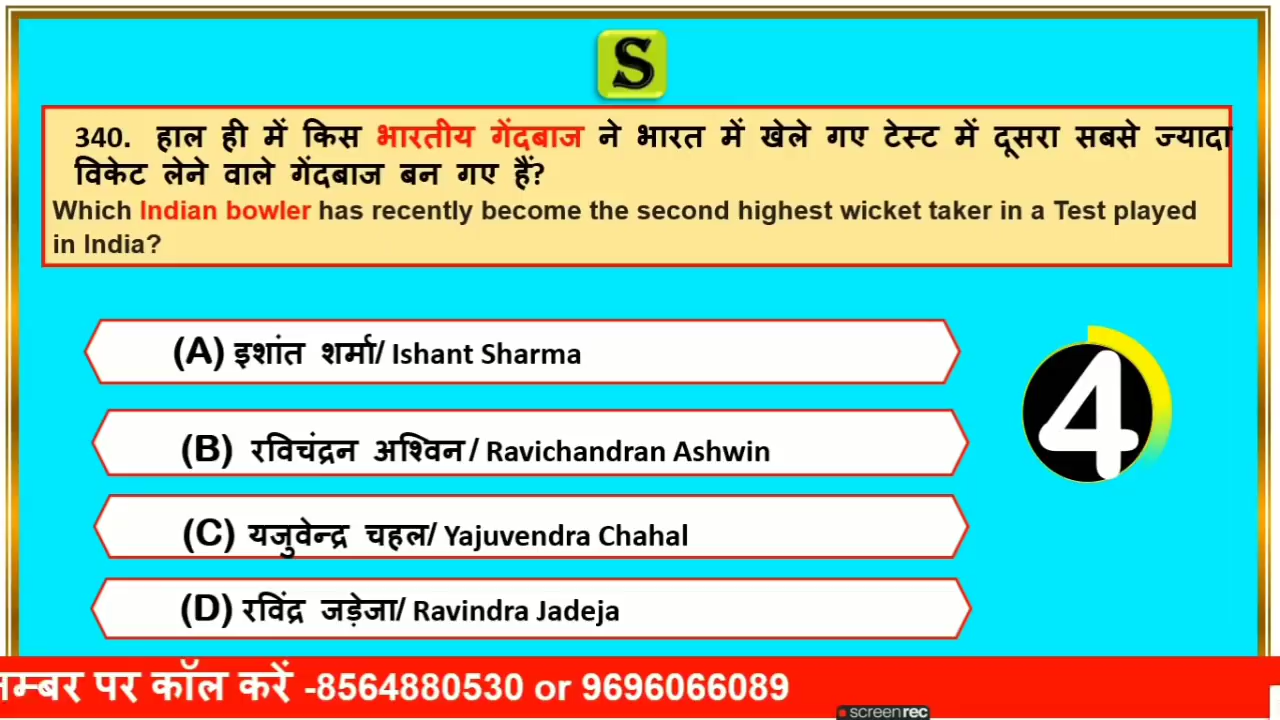 S
340. हाल ही में किस भारतीय गेंदबाज ने भारत में खेले गए टेस्ट में दूसरा सबसे ज्यादा
विकेट लेने वाले गेंदबाज बन गए हैं?
Which Indian bowler has recently become the second highest wicket taker in a Test played
in India?
(A) इशांत शर्मा/ Ishant Sharma
4
(B) रविचंद्रन अश्विन/ Ravichandran Ashwin
(C) यजुवेन्द्र चहल/ Yajuvendra Chahal
(D) रविंद्र जड़ेजा/ Ravindra Jadeja
पर कॉल करें -8564880530 or 9696066089
screenrec